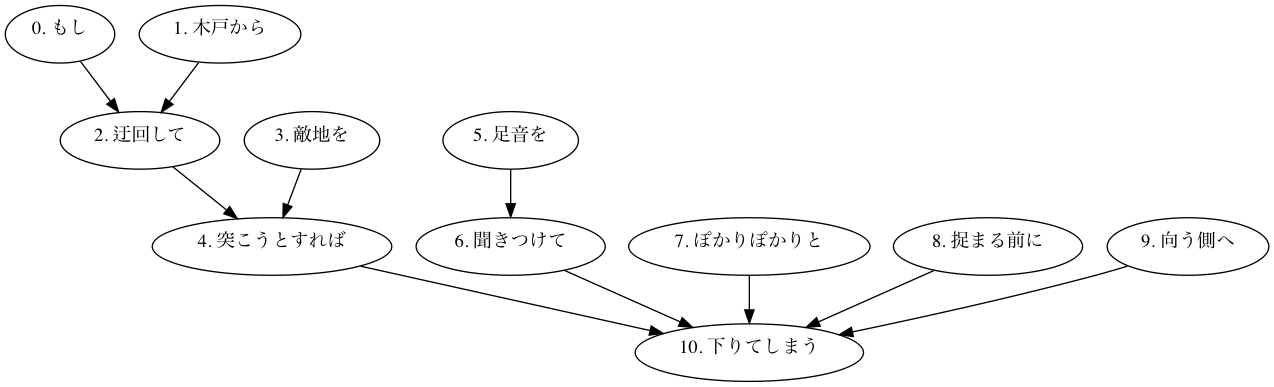 0. もし
1. 木戸から
2. 迂回して
3. 敵地を
5. 足音を
4. 突こうとすれば
6. 聞きつけて
7. ぽかりぽかりと
8. 捉まる前に
9. 向う側へ
10. 下りてしまう